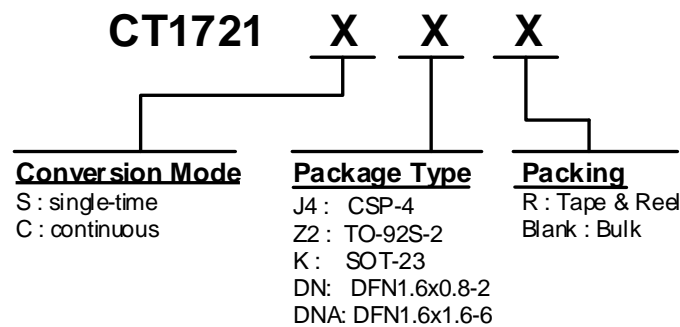 CT1721 X X X
Conversion Mode
S : single-time
C : continuous
Package Type
J4 : CSP-4
Z2 : TO-92S-2
K : SOT-23
DN: DFN1.6x0.8-2
DNA: DFN1.6x1.6-6
Packing
R : Tape & Reel
Blank : Bulk